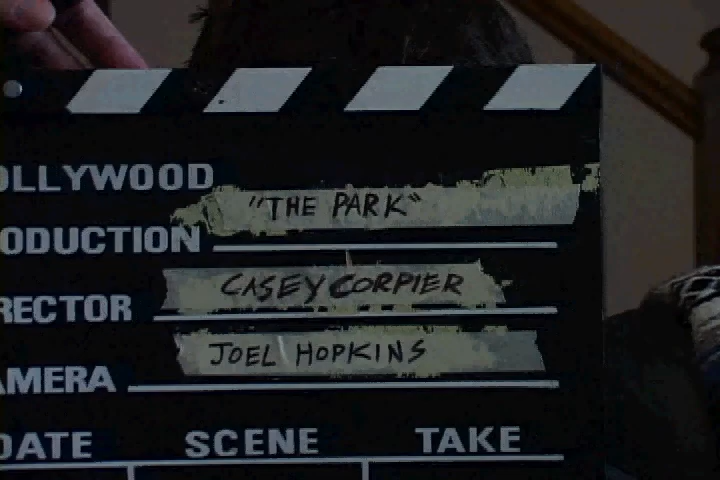 OLLYWOOD
"THE PARK"
ODUCTION
CASEY CORPIER
RECTOR
JOEL HOPKINS
AMERA
DATE SCENE TAKE